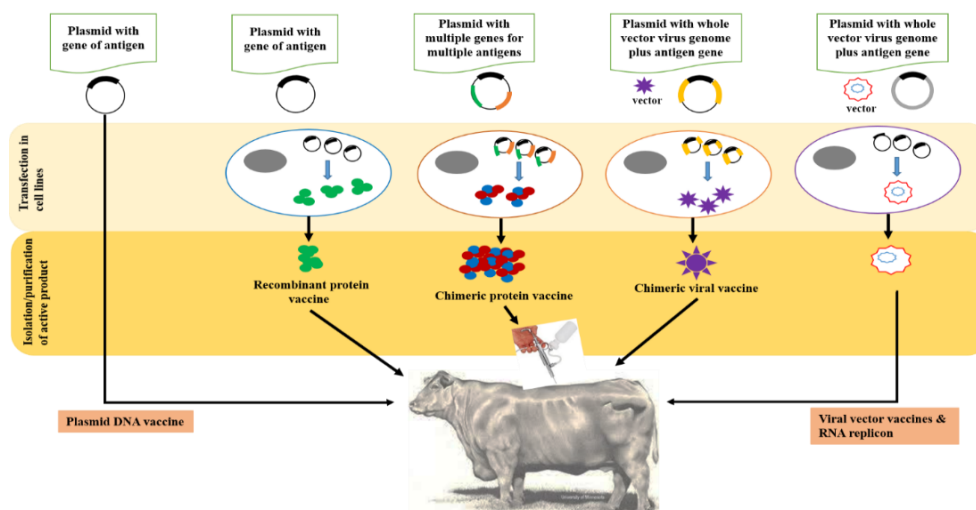 Plasmid with
gene of antigen
Plasmid with
gene of antigen
Plasmid with
multiple genes for
multiple antigens
Plasmid with whole
vector virus genome
plus antigen gene
Plasmid with whole
vector virus genome
plus antigen gene
vector
vector
Transfection in
cell lines
Isolation/purification
of active product
Recombinant protein
vaccine
Chimeric protein vaccine
Chimeric viral vaccine
Plasmid DNA vaccine
Viral vector vaccines &
RNA replicon
University of Minnesota